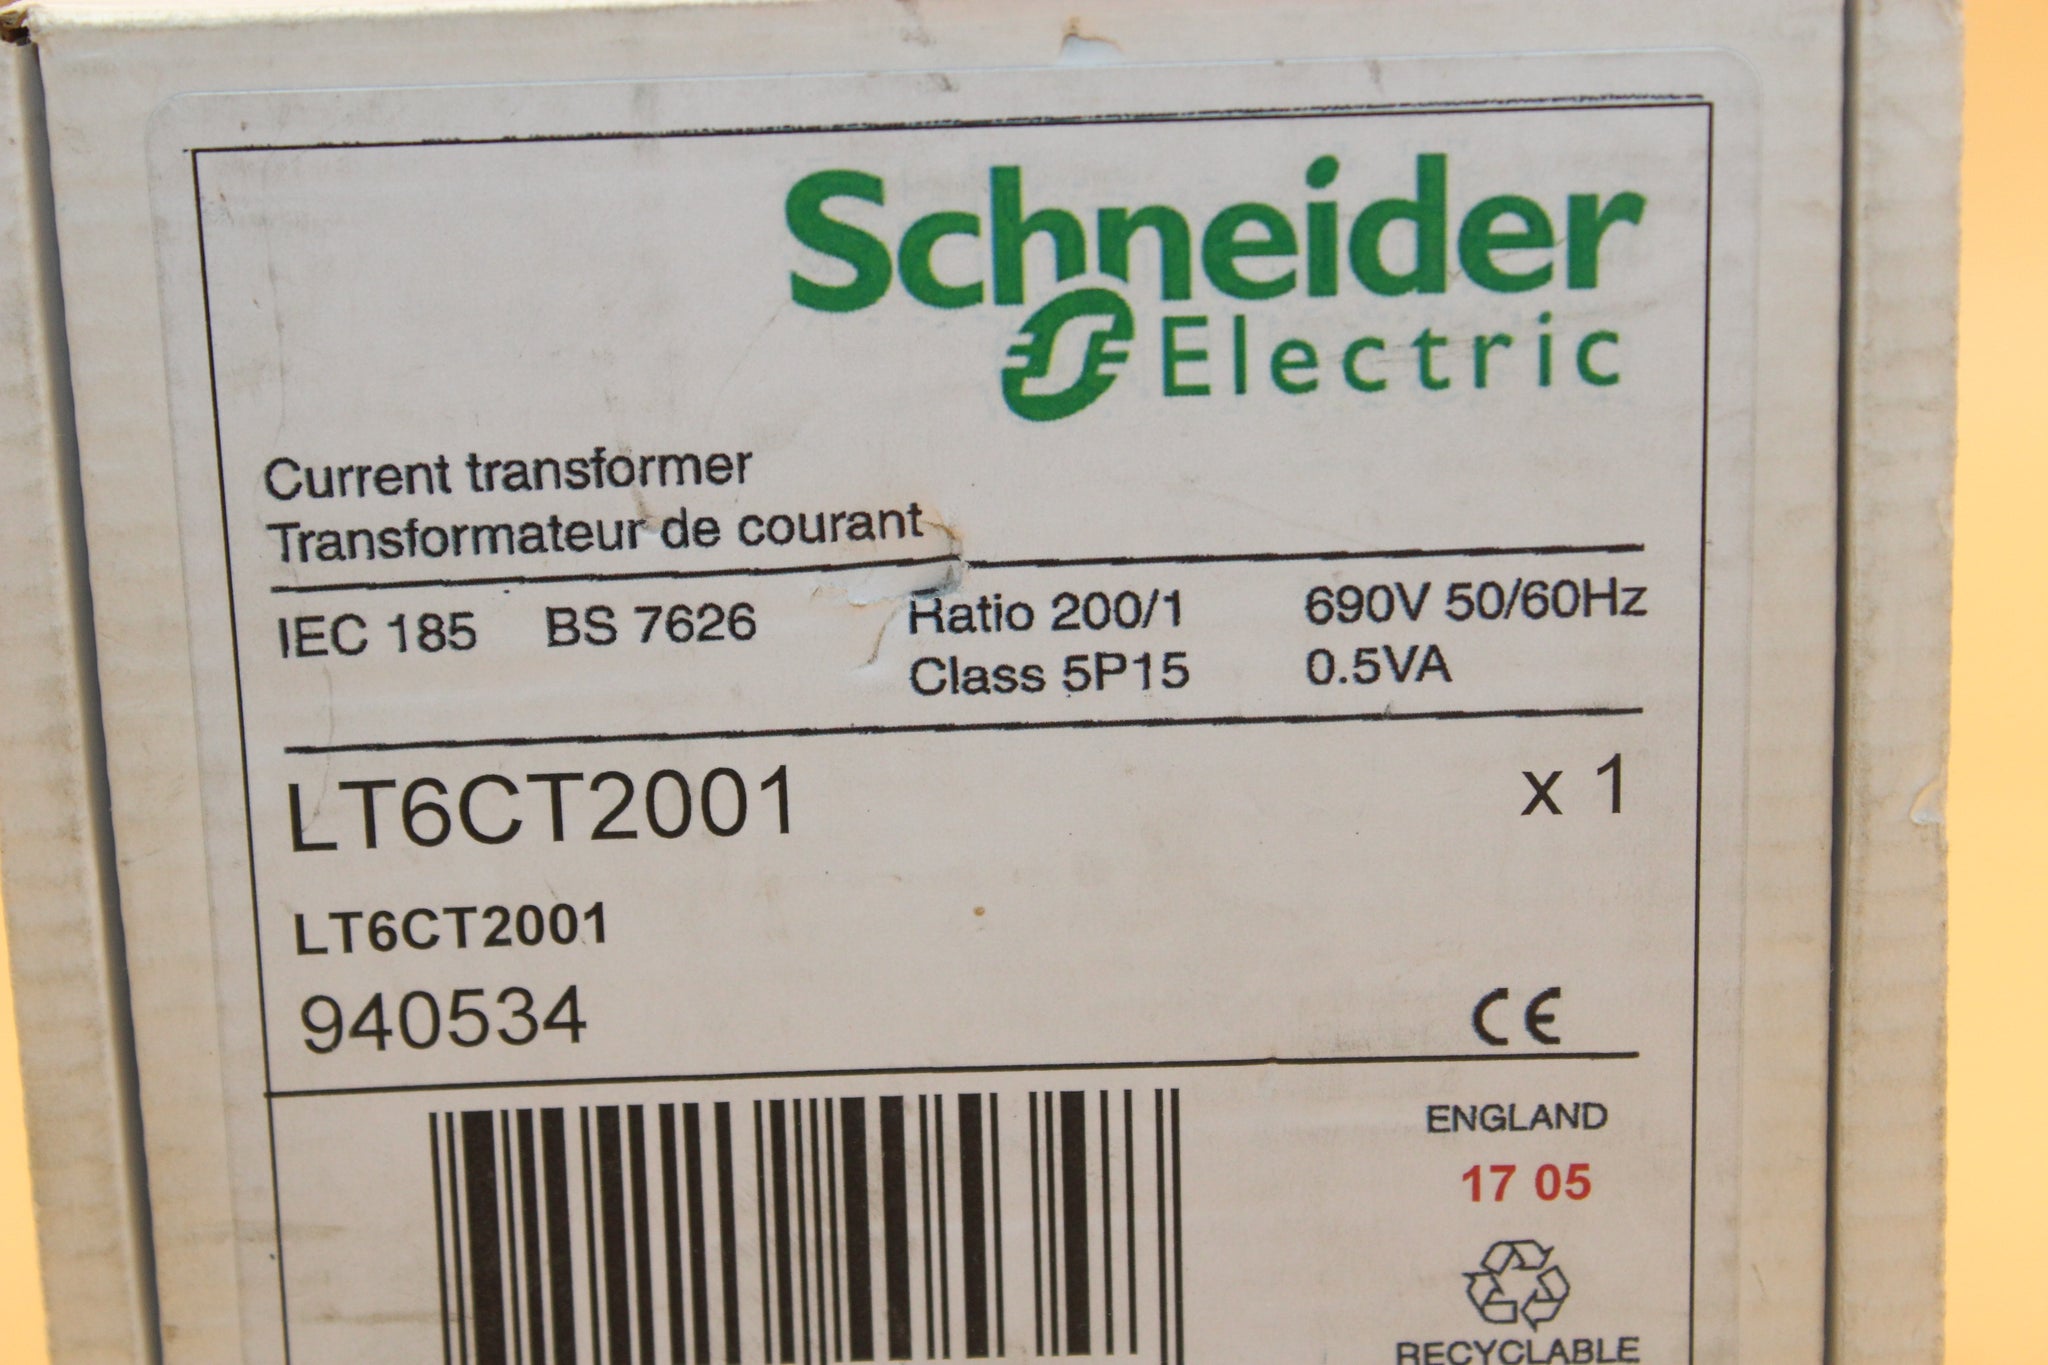 Schneider
Electric
Current transformer
Transformateur de courant
IEC 185 BS 7626 Ratio 200/1 690V 50/60Hz
Class 5P15 0.5VA
LT6CT2001 x 1
LT6CT2001
940534 CE
ENGLAND
17 05
RECYCLABLE